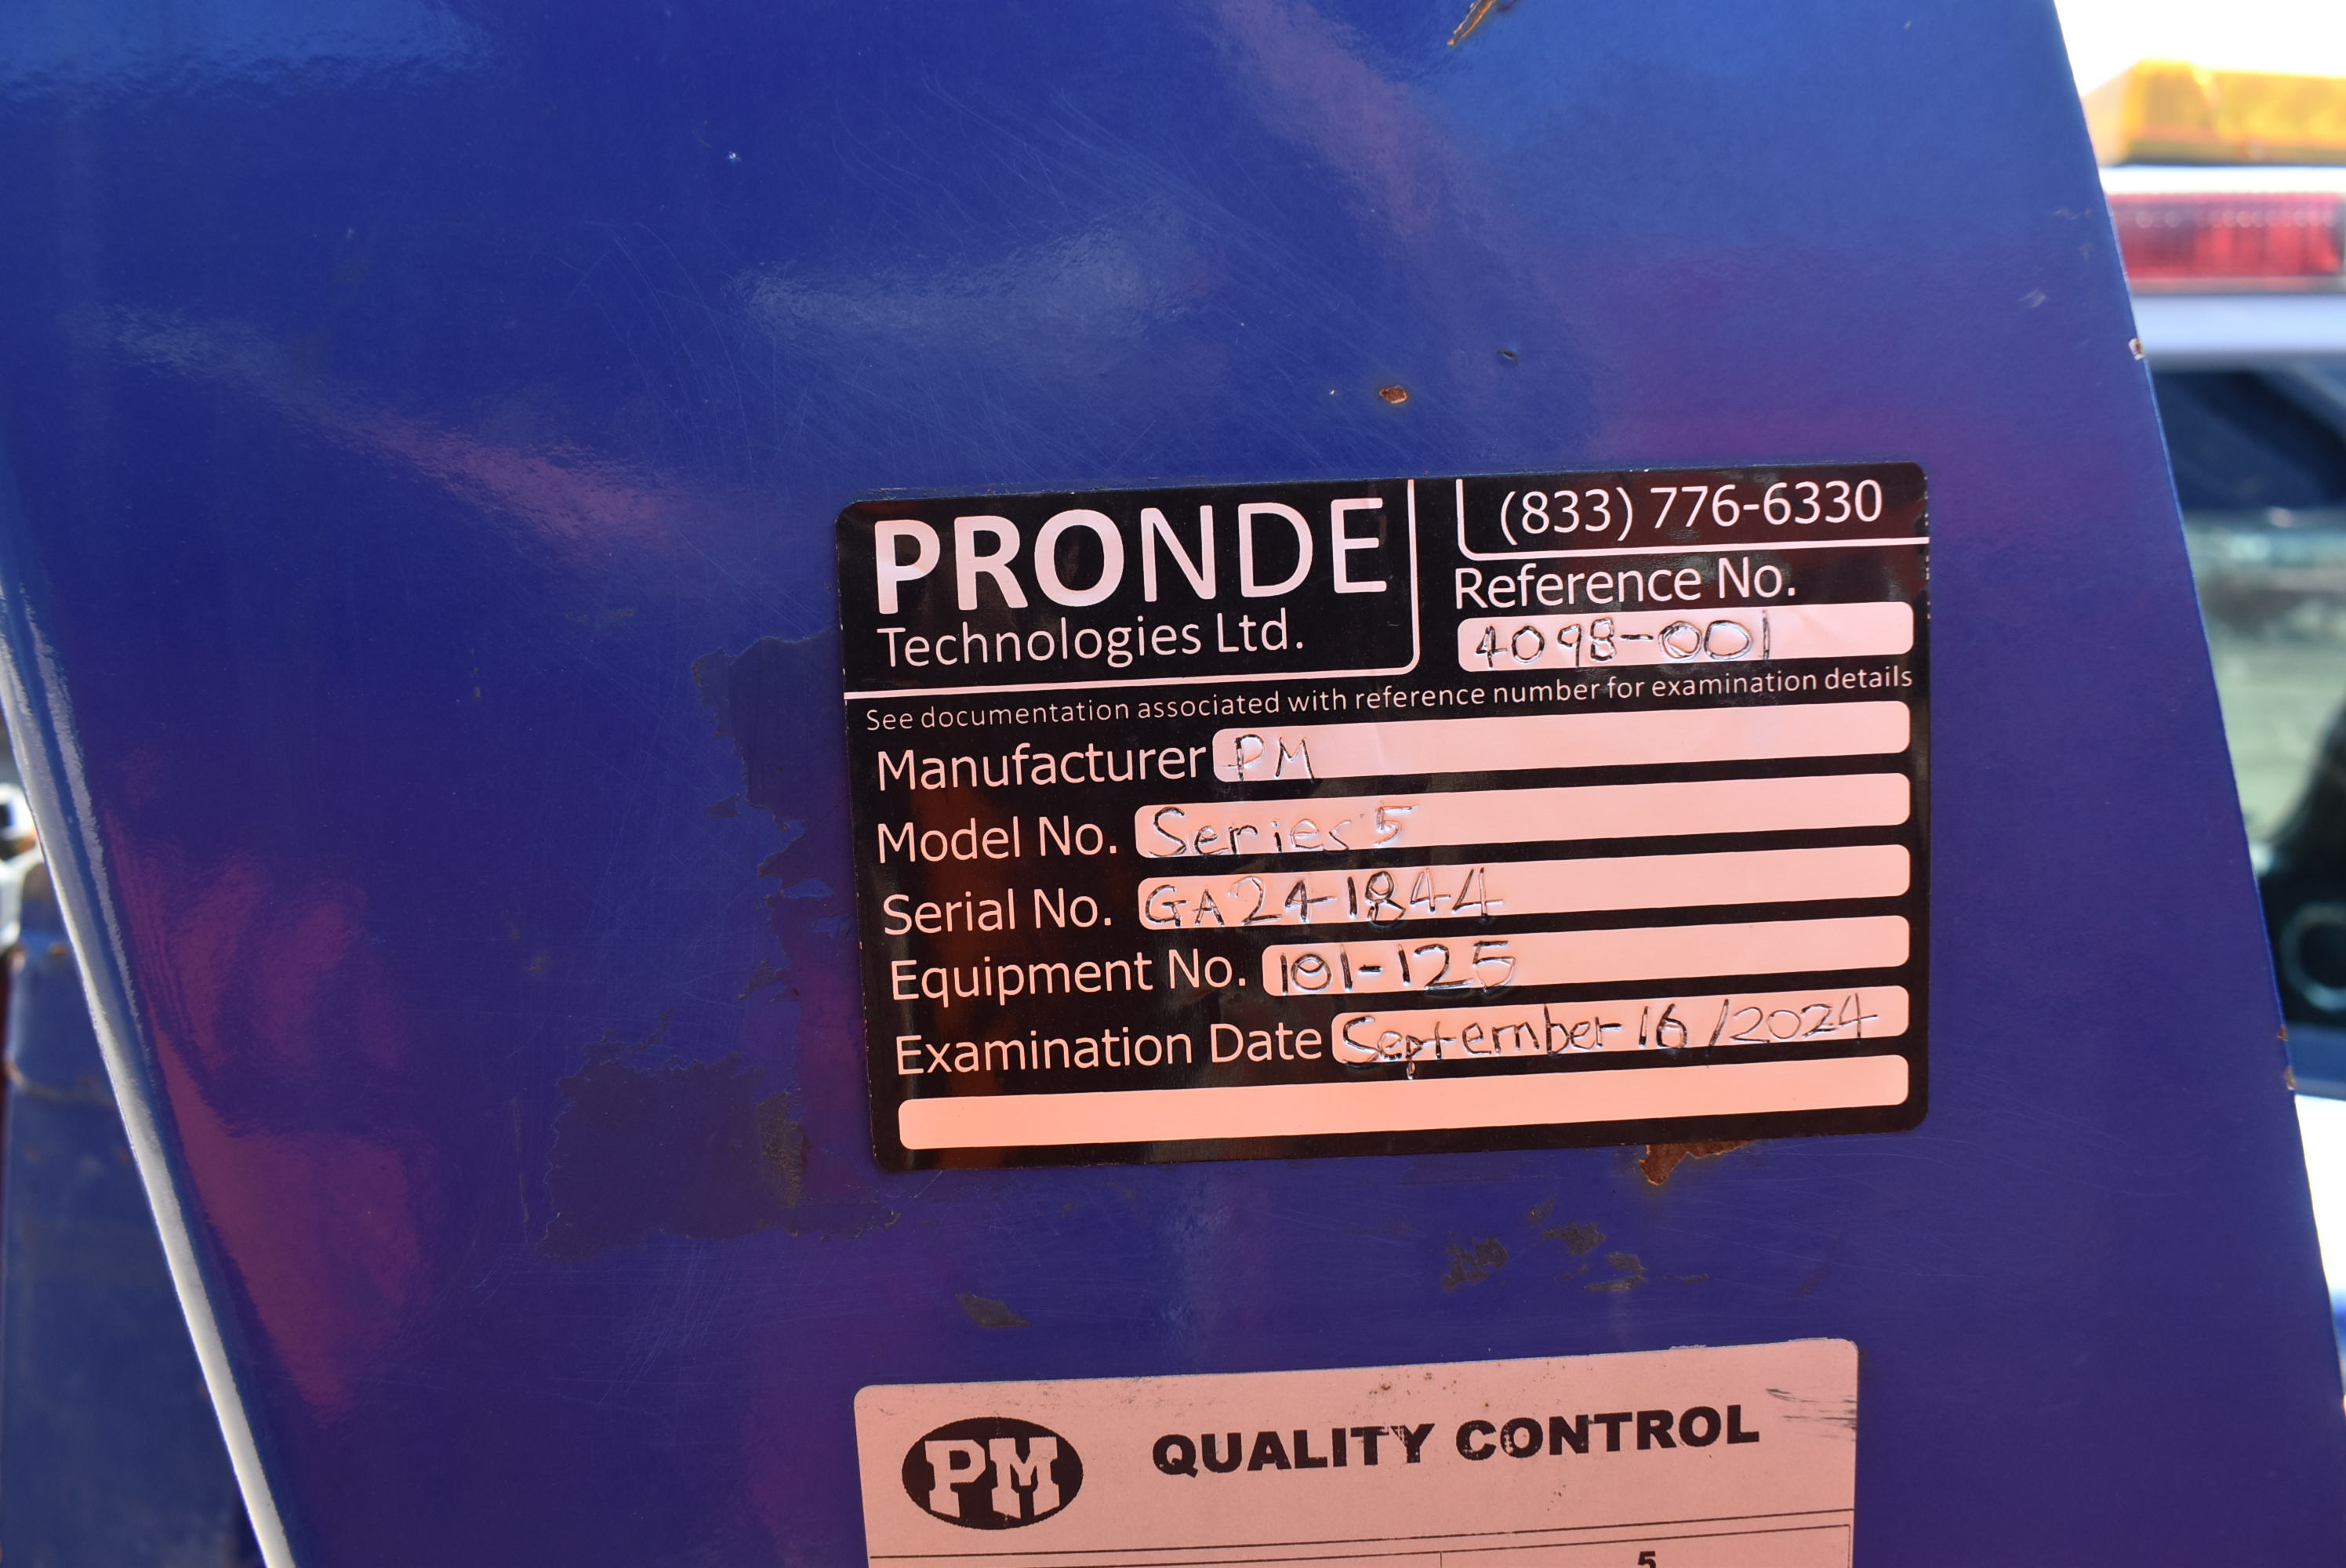 PRONDE
Technologies Ltd.
(833) 776-6330
Reference No.
4098-001
See documentation associated with reference number for examination details
Manufacturer PM
Model No. Series 5
Serial No. GA24-1844
Equipment No. 101-125
Examination Date September 16/2024
PM QUALITY CONTROL
5